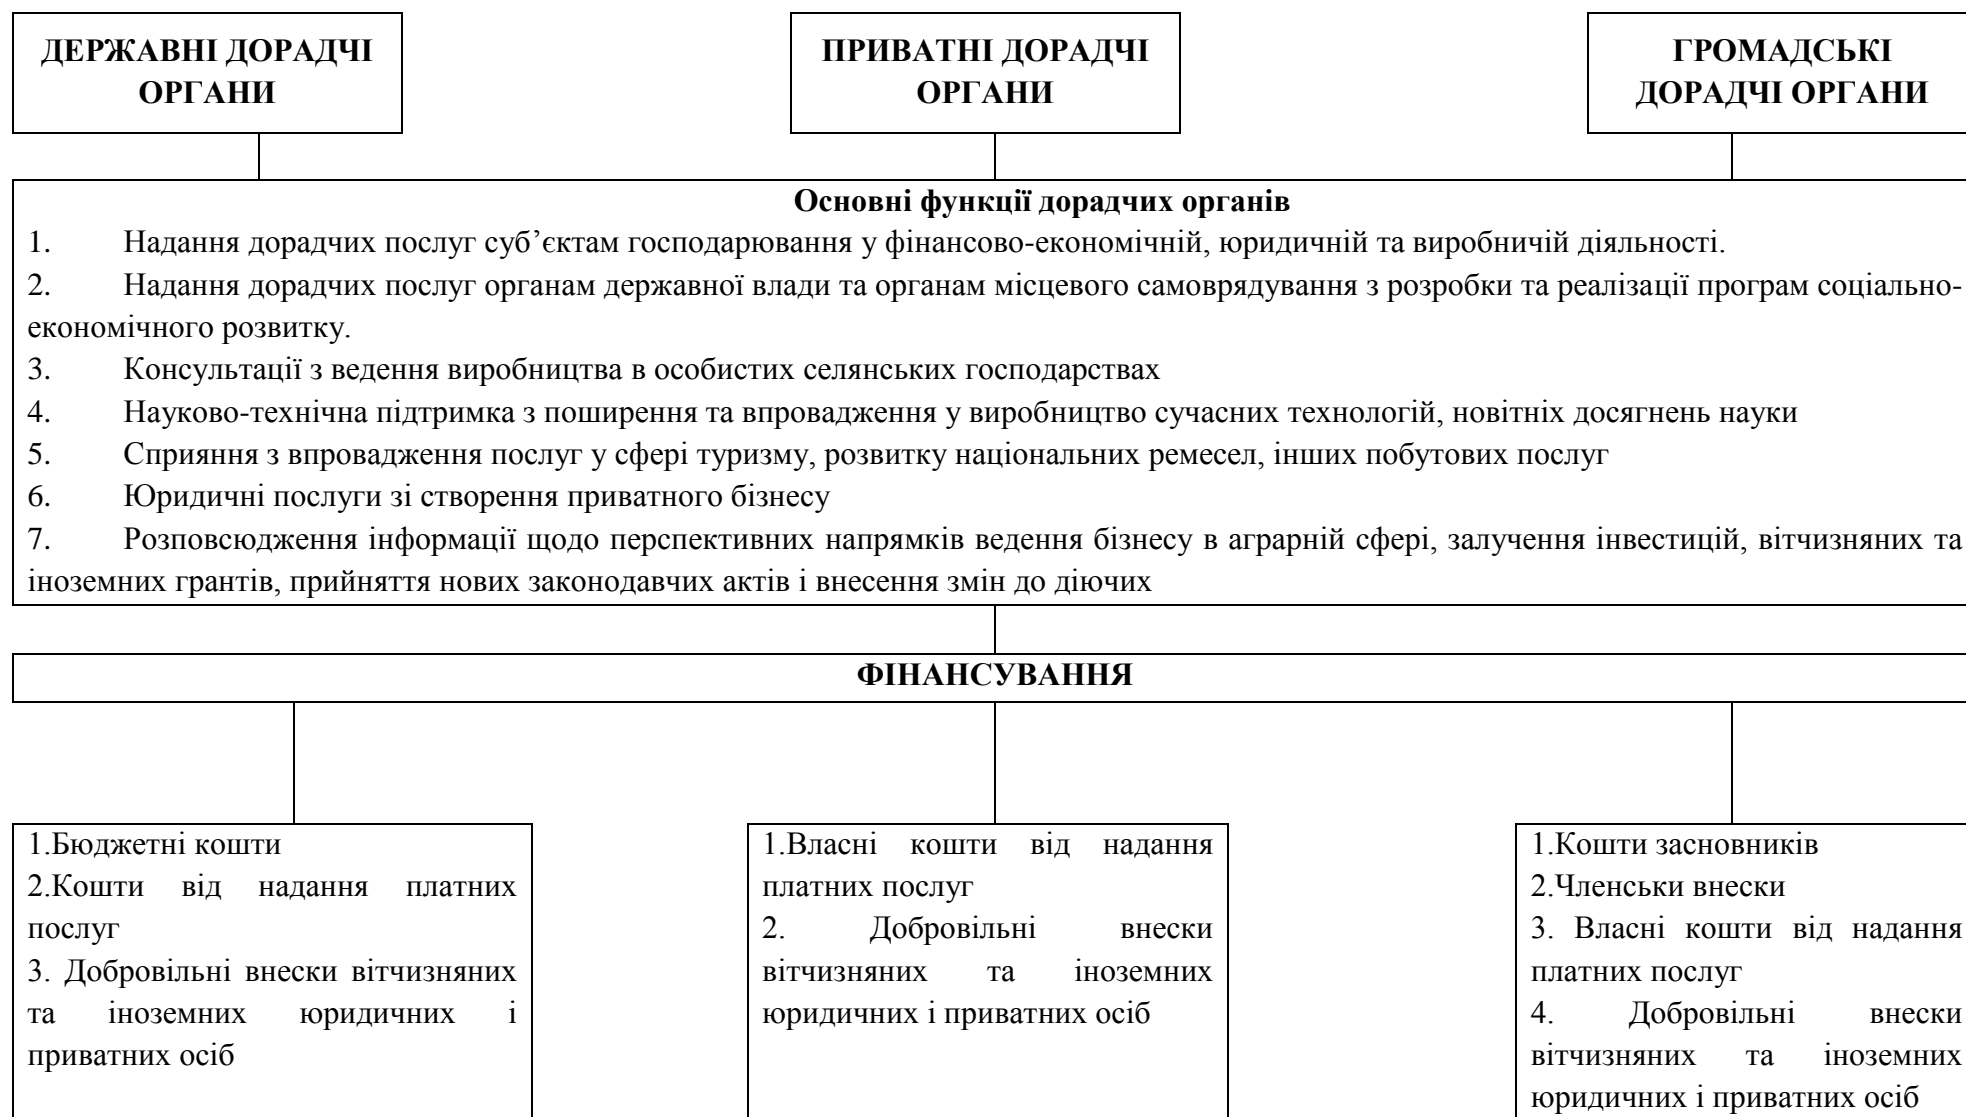 ДЕРЖАВНІ ДОРАДЧІ
ОРГАНИ
ПРИВАТНІ ДОРАДЧІ
ОРГАНИ
ГРОМАДСЬКІ
ДОРАДЧІ ОРГАНИ
Основні функції дорадчих органів
1. Надання дорадчих послуг суб’єктам господарювання у фінансово-економічній, юридичній та виробничій діяльності.
2. Надання дорадчих послуг органам державної влади та органам місцевого самоврядування з розробки та реалізації програм соціально-
економічного розвитку.
3. Консультації з ведення виробництва в особистих селянських господарствах
4. Науково-технічна підтримка з поширення та впровадження у виробництво сучасних технологій, новітніх досягнень науки
5. Сприяння з впровадження послуг у сфері туризму, розвитку національних ремесел, інших побутових послуг
6. Юридичні послуги зі створення приватного бізнесу
7. Розповсюдження інформації щодо перспективних напрямків ведення бізнесу в аграрній сфері, залучення інвестицій, вітчизняних та
іноземних грантів, прийняття нових законодавчих актів і внесення змін до діючих
ФІНАНСУВАННЯ
1.Бюджетні кошти
2.Кошти від надання платних
послуг
3. Добровільні внески вітчизняних
та іноземних юридичних і
приватних осіб
1.Власні кошти від надання
платних послуг
2. Добровільні внески
вітчизняних та іноземних
юридичних і приватних осіб
1.Кошти засновників
2.Членськи внески
3. Власні кошти від надання
платних послуг
4. Добровільні внески
вітчизняних та іноземних
юридичних і приватних осіб